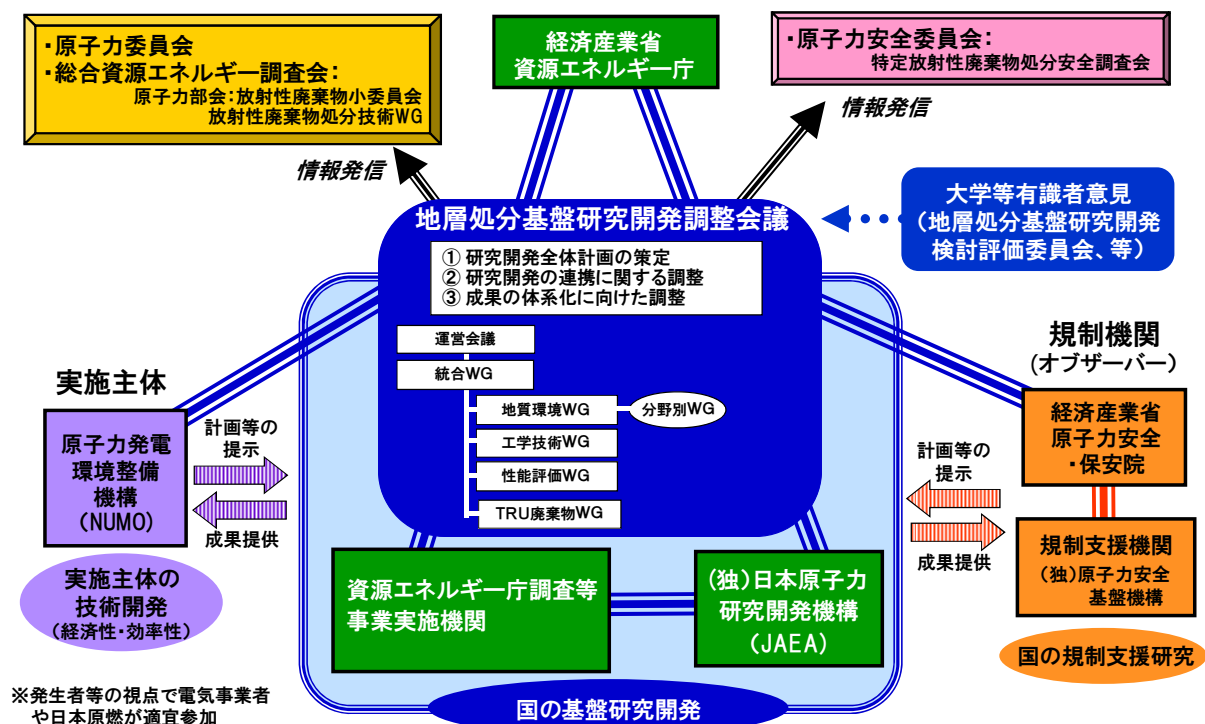 ・原子力委員会
・総合資源エネルギー調査会：
原子力部会：放射性廃棄物小委員会
放射性廃棄物処分技術WG
経済産業省
資源エネルギー庁
・原子力安全委員会：
特定放射性廃棄物処分安全調査会
情報発信
情報発信
大学等有識者意見
（地層処分基盤研究開発
検討評価委員会、等）
地層処分基盤研究開発調整会議
① 研究開発全体計画の策定
② 研究開発の連携に関する調整
③ 成果の体系化に向けた調整
運営会議
統合WG
地質環境WG
分野別WG
工学技術WG
性能評価WG
TRU廃棄物WG
実施主体
原子力発電
環境整備
機構
（NUMO）
計画等の
提示
成果提供
実施主体の
技術開発
（経済性・効率性）
規制機関
（オブザーバー）
経済産業省
原子力安全
・保安院
計画等の
提示
成果提供
規制支援機関
（独）原子力安全
基盤機構
国の規制支援研究
資源エネルギー庁調査等
事業実施機関
（独）日本原子力
研究開発機構
（JAEA）
国の基盤研究開発
※発生者等の視点で電気事業者
や日本原燃が適宜参加